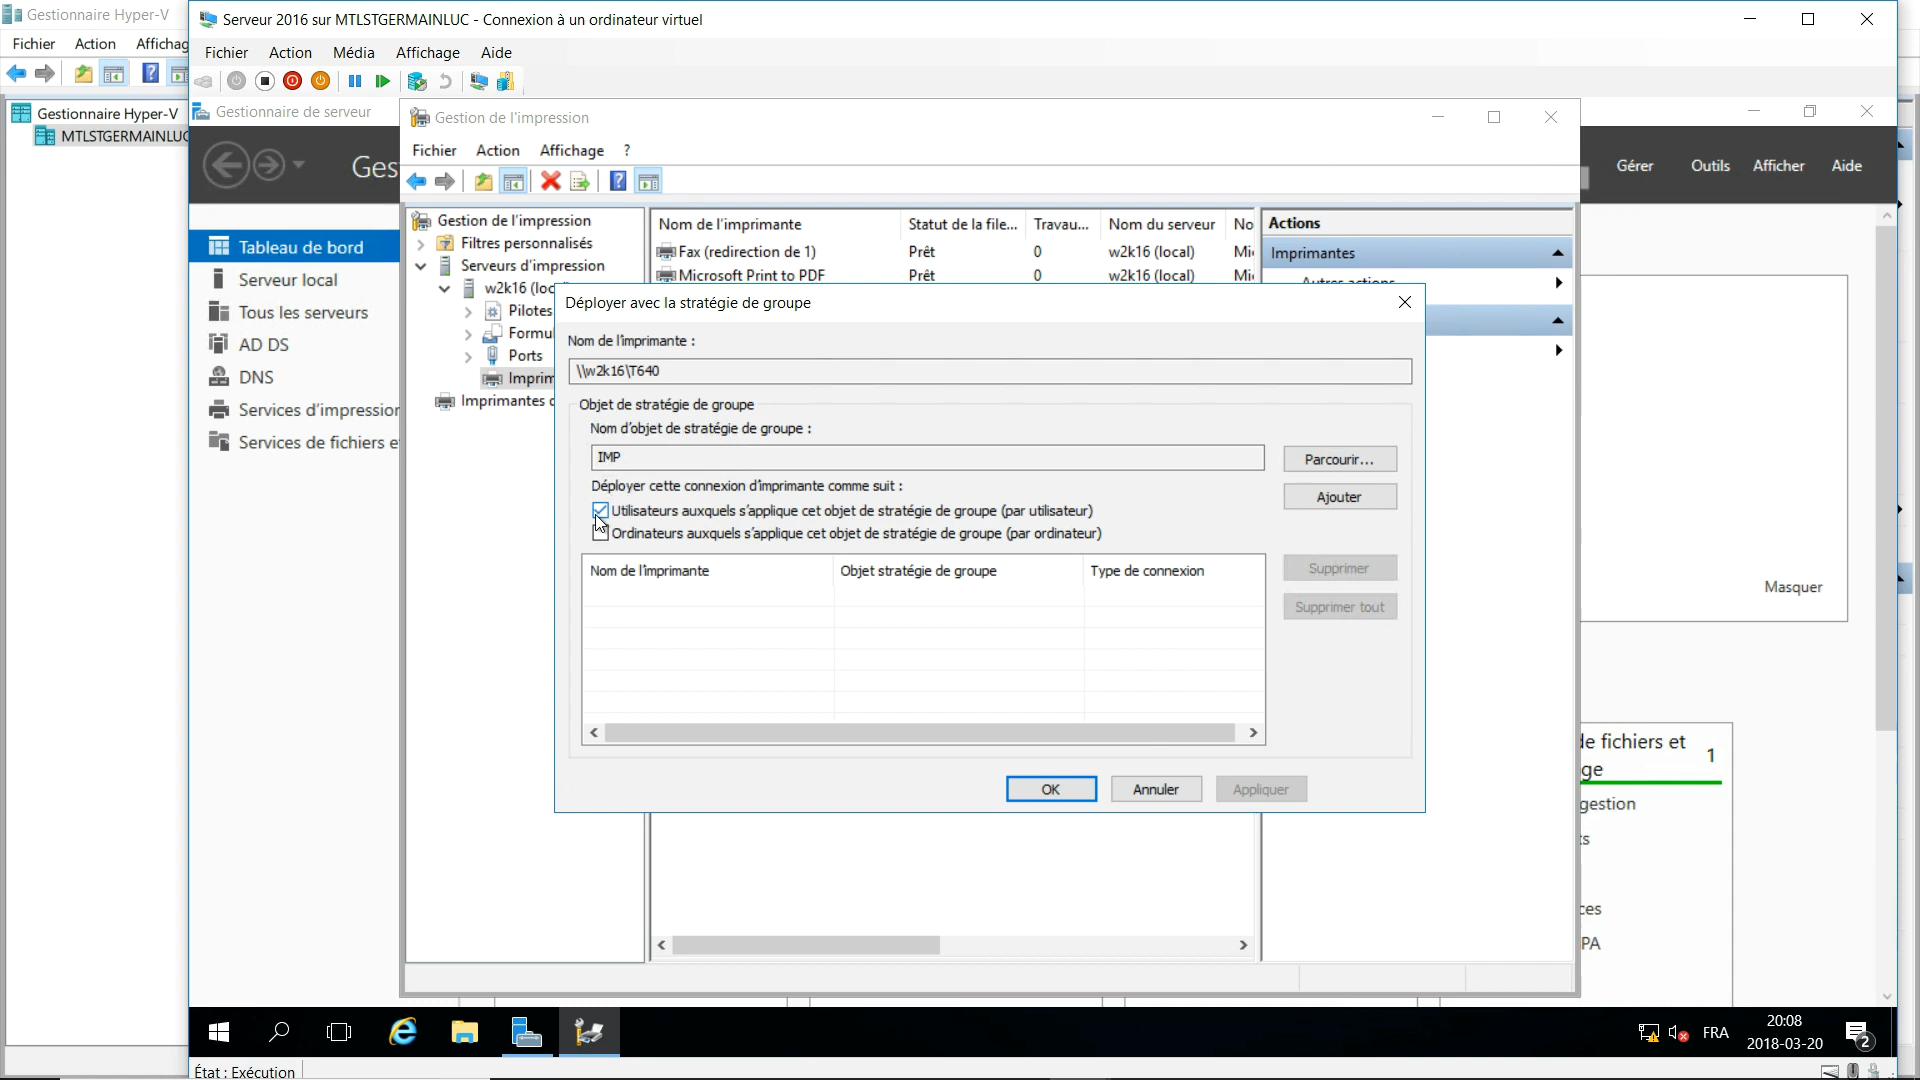 Gestionnaire Hyper-V
Fichier Action Affichag
Gestionnaire Hyper-V
MTLSTGERMAINLUC
Serveur 2016 sur MTLSTGERMAINLUC - Connexion à un ordinateur virtuel
Fichier Action Média Affichage Aide
Gestionnaire de serveur
Ges
Gérer Outils Afficher Aide
Tableau de bord
Serveur local
Tous les serveurs
AD DS
DNS
Services d'impression
Services de fichiers e
Gestion de l'impression
Fichier Action Affichage ?
Gestion de l'impression
Filtres personnalisés
Serveurs d'impression
w2k16 (loc
Pilotes
Formul
Ports
Imprim
Imprimantes d
Nom de l'imprimante Statut de la file... Travau... Nom du serveur No
Fax (redirection de 1) Prêt 0 w2k16 (local) Mic
Microsoft Print to PDF Prêt 0 w2k16 (local) Mic
Actions
Imprimantes
Autres actions
Déployer avec la stratégie de groupe
Nom de l'imprimante :
\\w2k16\T640
Objet de stratégie de groupe
Nom d'objet de stratégie de groupe :
IMP
Parcourir...
Déployer cette connexion d'imprimante comme suit :
Ajouter
Utilisateurs auxquels s'applique cet objet de stratégie de groupe (par utilisateur)
Ordinateurs auxquels s'applique cet objet de stratégie de groupe (par ordinateur)
Nom de l'imprimante Objet stratégie de groupe Type de connexion
Supprimer
Supprimer tout
OK Annuler Appliquer
Masquer
de fichiers et
ge
1
gestion
ts
ces
PA
FRA
20:08
2018-03-20
2
État : Exécution